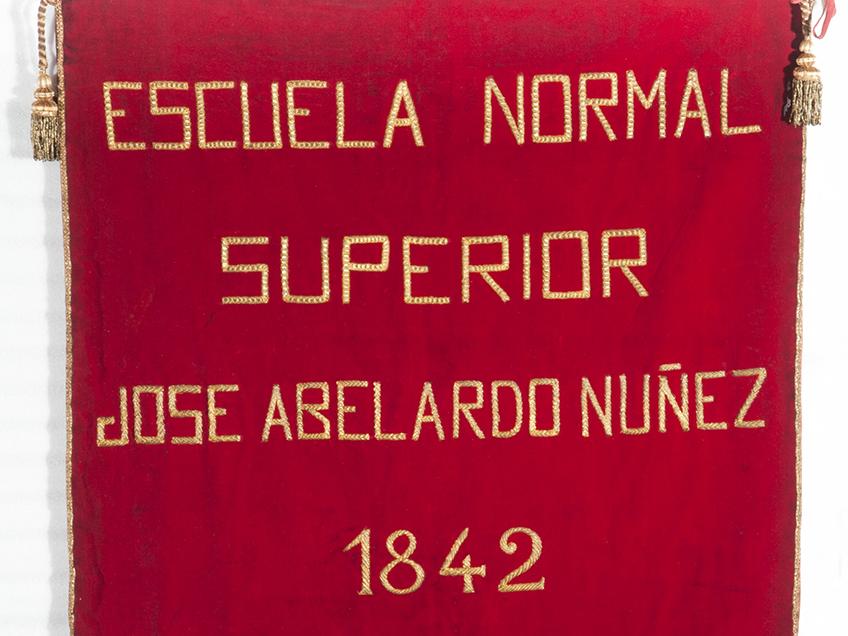 ESCUELA NORMAL
SUPERIOR
JOSE ABELARDO NUÑEZ
1842